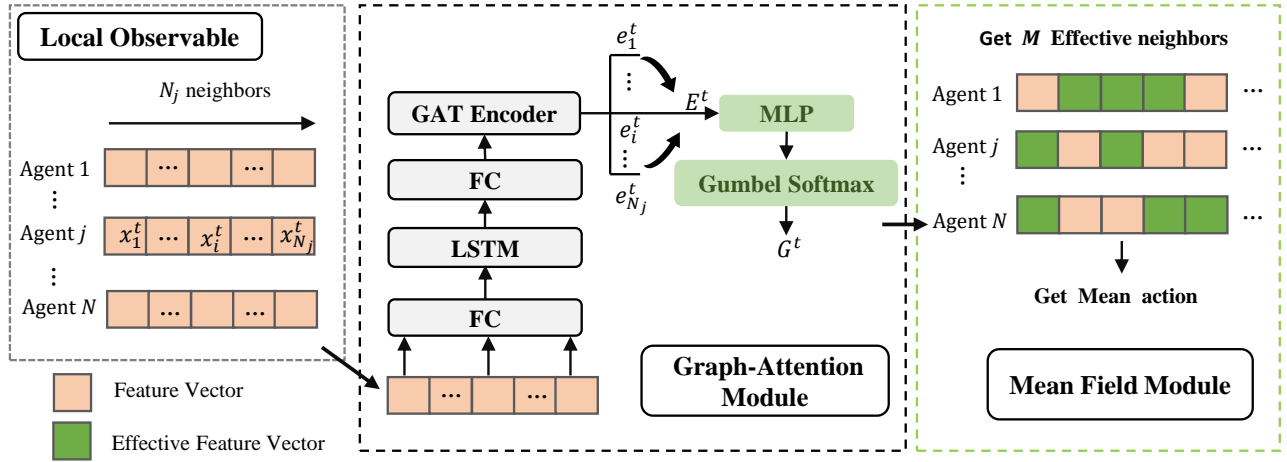 Local Observable
N_j neighbors
Agent 1
... ...
⋮
Agent j
x_1^t ... x_i^t ... x_{N_j}^t
⋮
Agent N
... ...
Feature Vector
Effective Feature Vector
e_1^t
⋮
e_i^t
⋮
e_{N_j}^t
E^t
GAT Encoder
FC
LSTM
FC
... ...
MLP
Gumbel Softmax
G^t
Graph-Attention
Module
Get M Effective neighbors
Agent 1 ...
Agent j ...
⋮
Agent N ...
Get Mean action
Mean Field Module